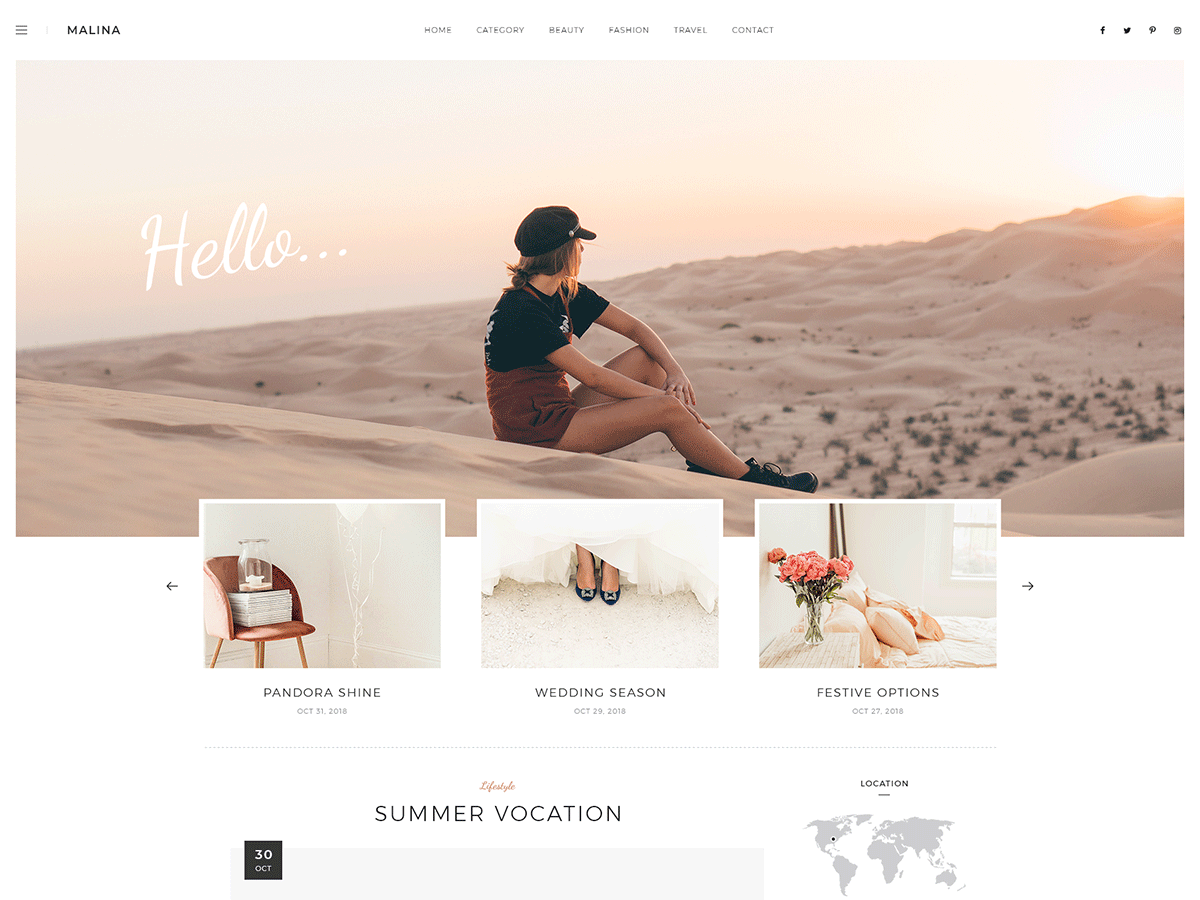 MALINA
HOME CATEGORY BEAUTY FASHION TRAVEL CONTACT
Hello...
PANDORA SHINE
OCT 31, 2018
WEDDING SEASON
OCT 29, 2018
FESTIVE OPTIONS
OCT 27, 2018
Lifestyle
SUMMER VOCATION
30
OCT
LOCATION